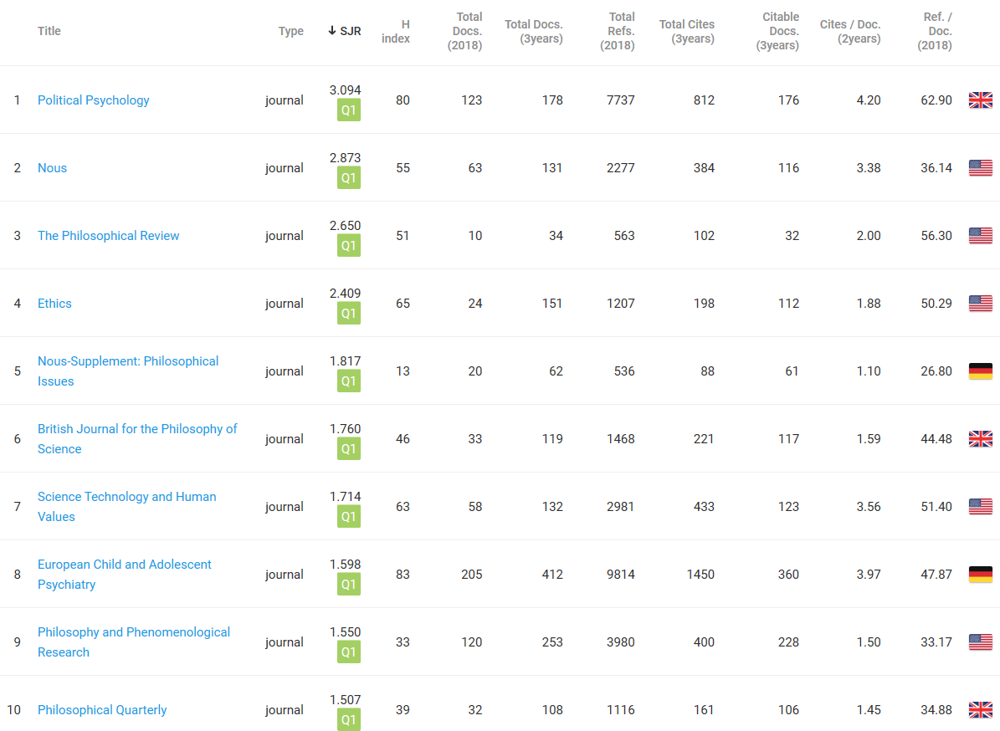 Title Type ↓ SJR H index Total Docs. (2018) Total Docs. (3years) Total Refs. (2018) Total Cites (3years) Citable Docs. (3years) Cites / Doc. (2years) Ref. / Doc. (2018)
1 Political Psychology journal 3.094 Q1 80 123 178 7737 812 176 4.20 62.90
2 Nous journal 2.873 Q1 55 63 131 2277 384 116 3.38 36.14
3 The Philosophical Review journal 2.650 Q1 51 10 34 563 102 32 2.00 56.30
4 Ethics journal 2.409 Q1 65 24 151 1207 198 112 1.88 50.29
5 Nous-Supplement: Philosophical Issues journal 1.817 Q1 13 20 62 536 88 61 1.10 26.80
6 British Journal for the Philosophy of Science journal 1.760 Q1 46 33 119 1468 221 117 1.59 44.48
7 Science Technology and Human Values journal 1.714 Q1 63 58 132 2981 433 123 3.56 51.40
8 European Child and Adolescent Psychiatry journal 1.598 Q1 83 205 412 9814 1450 360 3.97 47.87
9 Philosophy and Phenomenological Research journal 1.550 Q1 33 120 253 3980 400 228 1.50 33.17
10 Philosophical Quarterly journal 1.507 Q1 39 32 108 1116 161 106 1.45 34.88